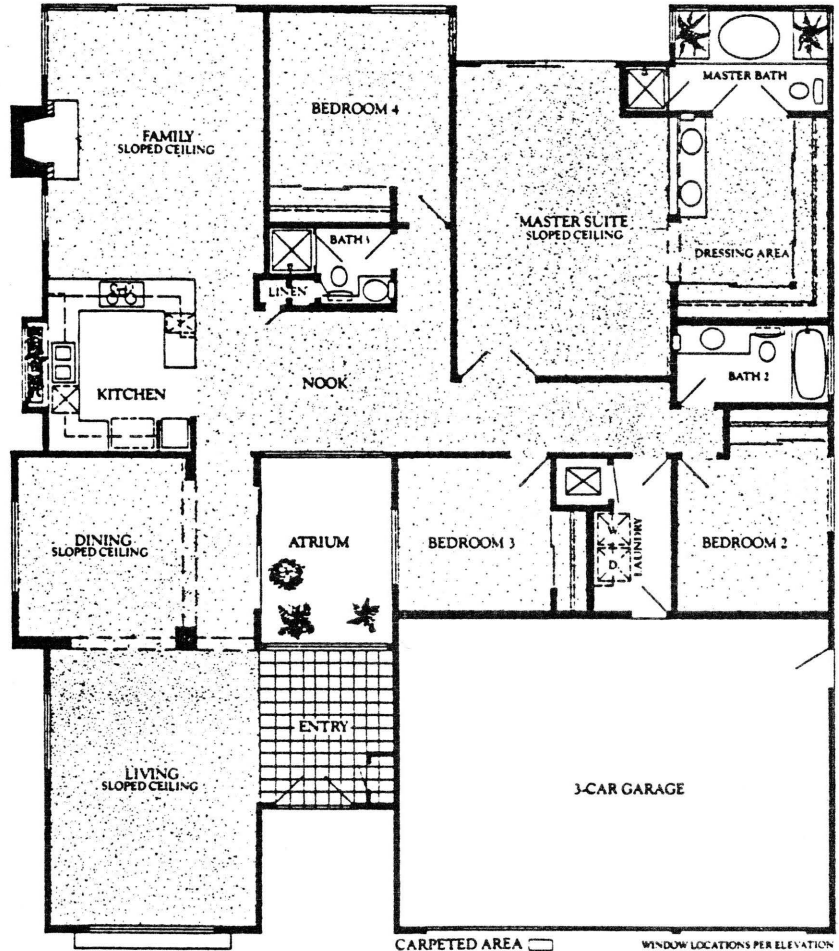 MASTER BATH
BEDROOM 4
FAMILY
SLOPED CEILING
MASTER SUITE
SLOPED CEILING
DRESSING AREA
BATH 3
LINEN
BATH 2
KITCHEN
NOOK
DINING
SLOPED CEILING
ATRIUM
BEDROOM 3
W
D
LAUNDRY
BEDROOM 2
ENTRY
LIVING
SLOPED CEILING
3-CAR GARAGE
CARPETED AREA
WINDOW LOCATIONS PER ELEVATION